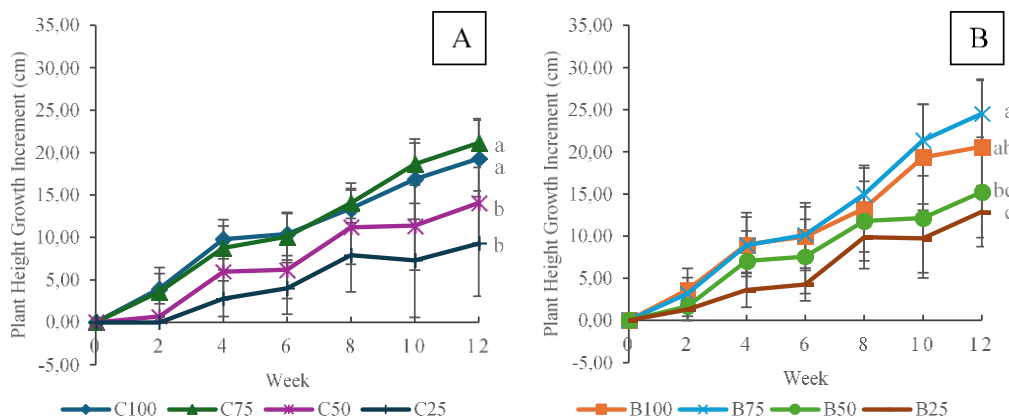 A
Plant Height Growth Increment (cm)
35,00
30,00
25,00
20,00
15,00
10,00
5,00
0,00
-5,00
0 2 4 6 8 10 12
Week
a
a
b
b
C100 C75 C50 C25
B
Plant Height Growth Increment (cm)
35,00
30,00
25,00
20,00
15,00
10,00
5,00
0,00
-5,00
0 2 4 6 8 10 12
Week
a
ab
bc
c
B100 B75 B50 B25